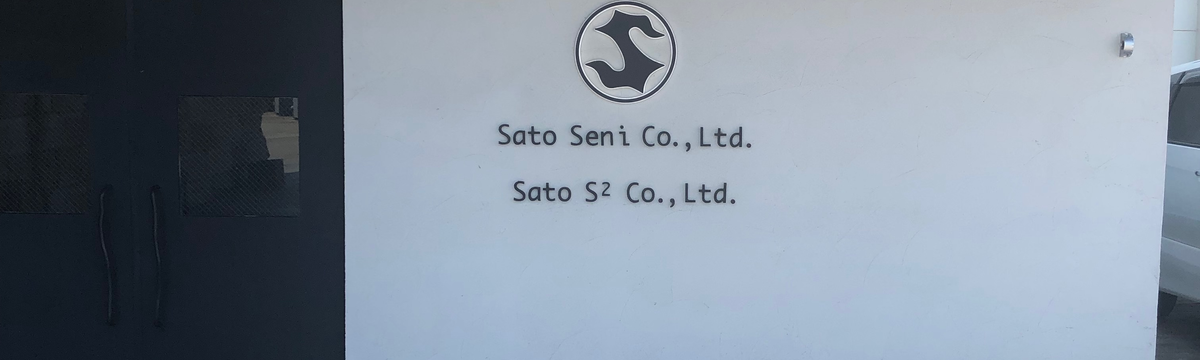 Sato Seni Co.,Ltd.
Sato S² Co.,Ltd.